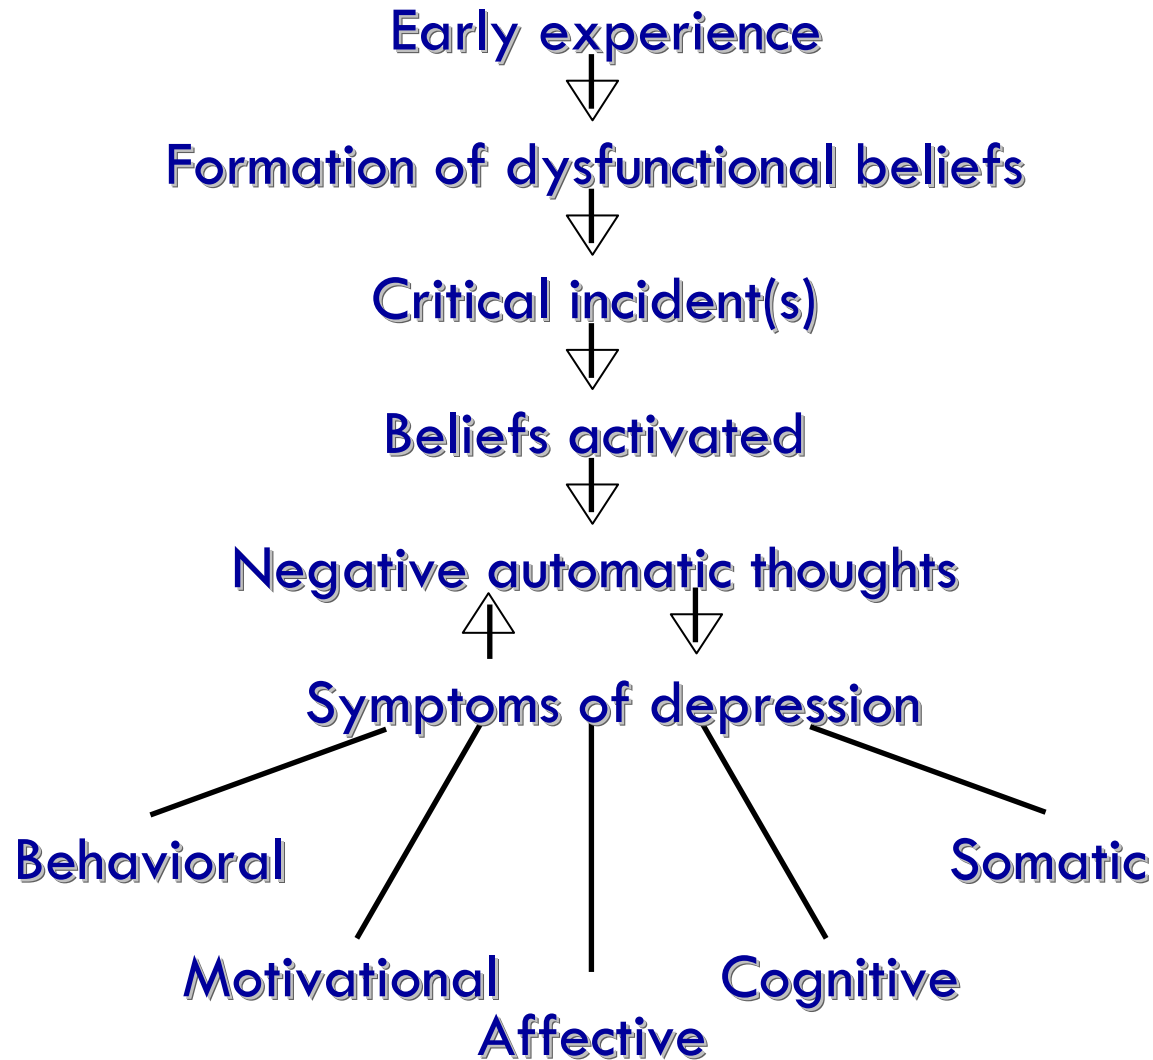 Early experience
Formation of dysfunctional beliefs
Critical incident(s)
Beliefs activated
Negative automatic thoughts
Symptoms of depression
Behavioral
Somatic
Motivational
Cognitive
Affective